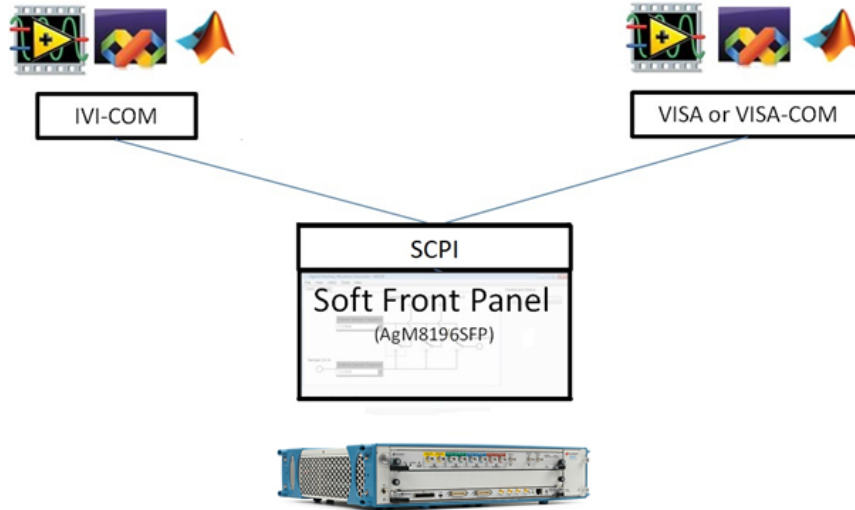 IVI-COM
VISA or VISA-COM
SCPI
Soft Front Panel
(AgM8196SFP)